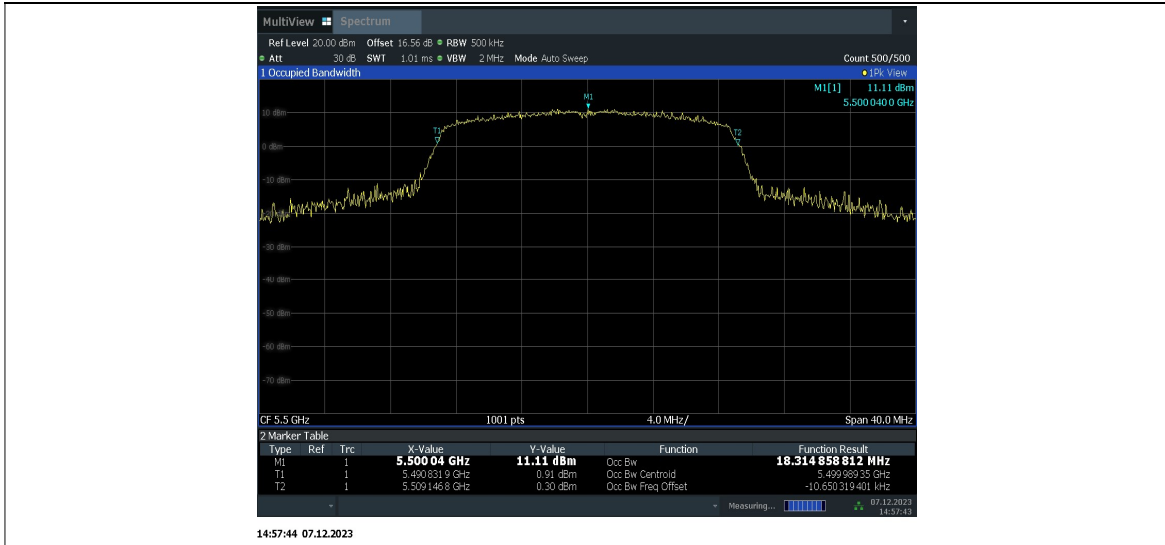 MultiView Spectrum
Ref Level 20.00 dBm Offset 16.56 dB RBW 500 kHz
Att 30 dB SWT 1.01 ms VBW 2 MHz Mode Auto Sweep Count 500/500
1 Occupied Bandwidth 1Pk View
M1[1] 11.11 dBm
5.500 040 0 GHz
M1
10 dBm
T1
T2
0 dBm
-10 dBm
-30 dBm
-40 dBm
-50 dBm
-60 dBm
-70 dBm
CF 5.5 GHz 1001 pts 4.0 MHz/ Span 40.0 MHz
2 Marker Table
Type Ref Trc X-Value Y-Value Function Function Result
M1 1 5.500 04 GHz 11.11 dBm Occ Bw 18.314 858 812 MHz
T1 1 5.490 831 9 GHz 0.91 dBm Occ Bw Centroid 5.499 989 35 GHz
T2 1 5.509 146 8 GHz 0.30 dBm Occ Bw Freq Offset -10.650 319 401 kHz
Measuring... 07.12.2023
14:57:43
14:57:44 07.12.2023